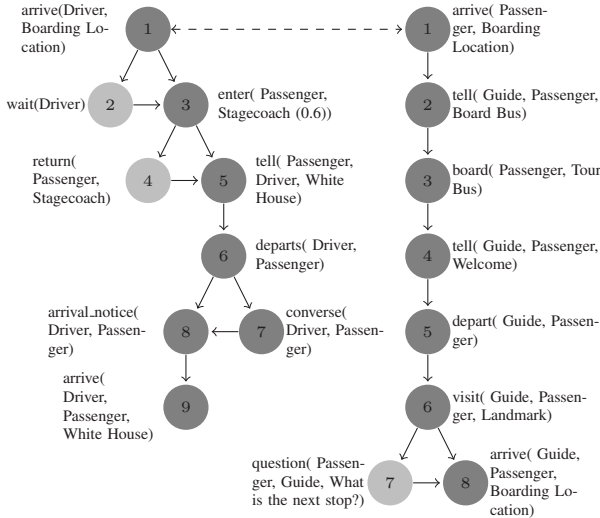 arrive(Driver,
Boarding Lo-
cation)
1
wait(Driver)
2
3
enter( Passenger,
Stagecoach (0.6))
return(
Passenger,
Stagecoach)
4
5
tell( Passenger,
Driver, White
House)
6
departs( Driver,
Passenger)
arrival_notice(
Driver, Passen-
ger)
8
7
converse(
Driver, Passen-
ger)
arrive(
Driver,
Passenger,
White House)
9
1
arrive( Passen-
ger, Boarding
Location)
2
tell( Guide, Passenger,
Board Bus)
3
board( Passenger, Tour
Bus)
4
tell( Guide, Passenger,
Welcome)
5
depart( Guide, Passen-
ger)
6
visit( Guide, Passen-
ger, Landmark)
question( Passen-
ger, Guide, What
is the next stop?)
7
8
arrive( Guide,
Passenger,
Boarding Lo-
cation)